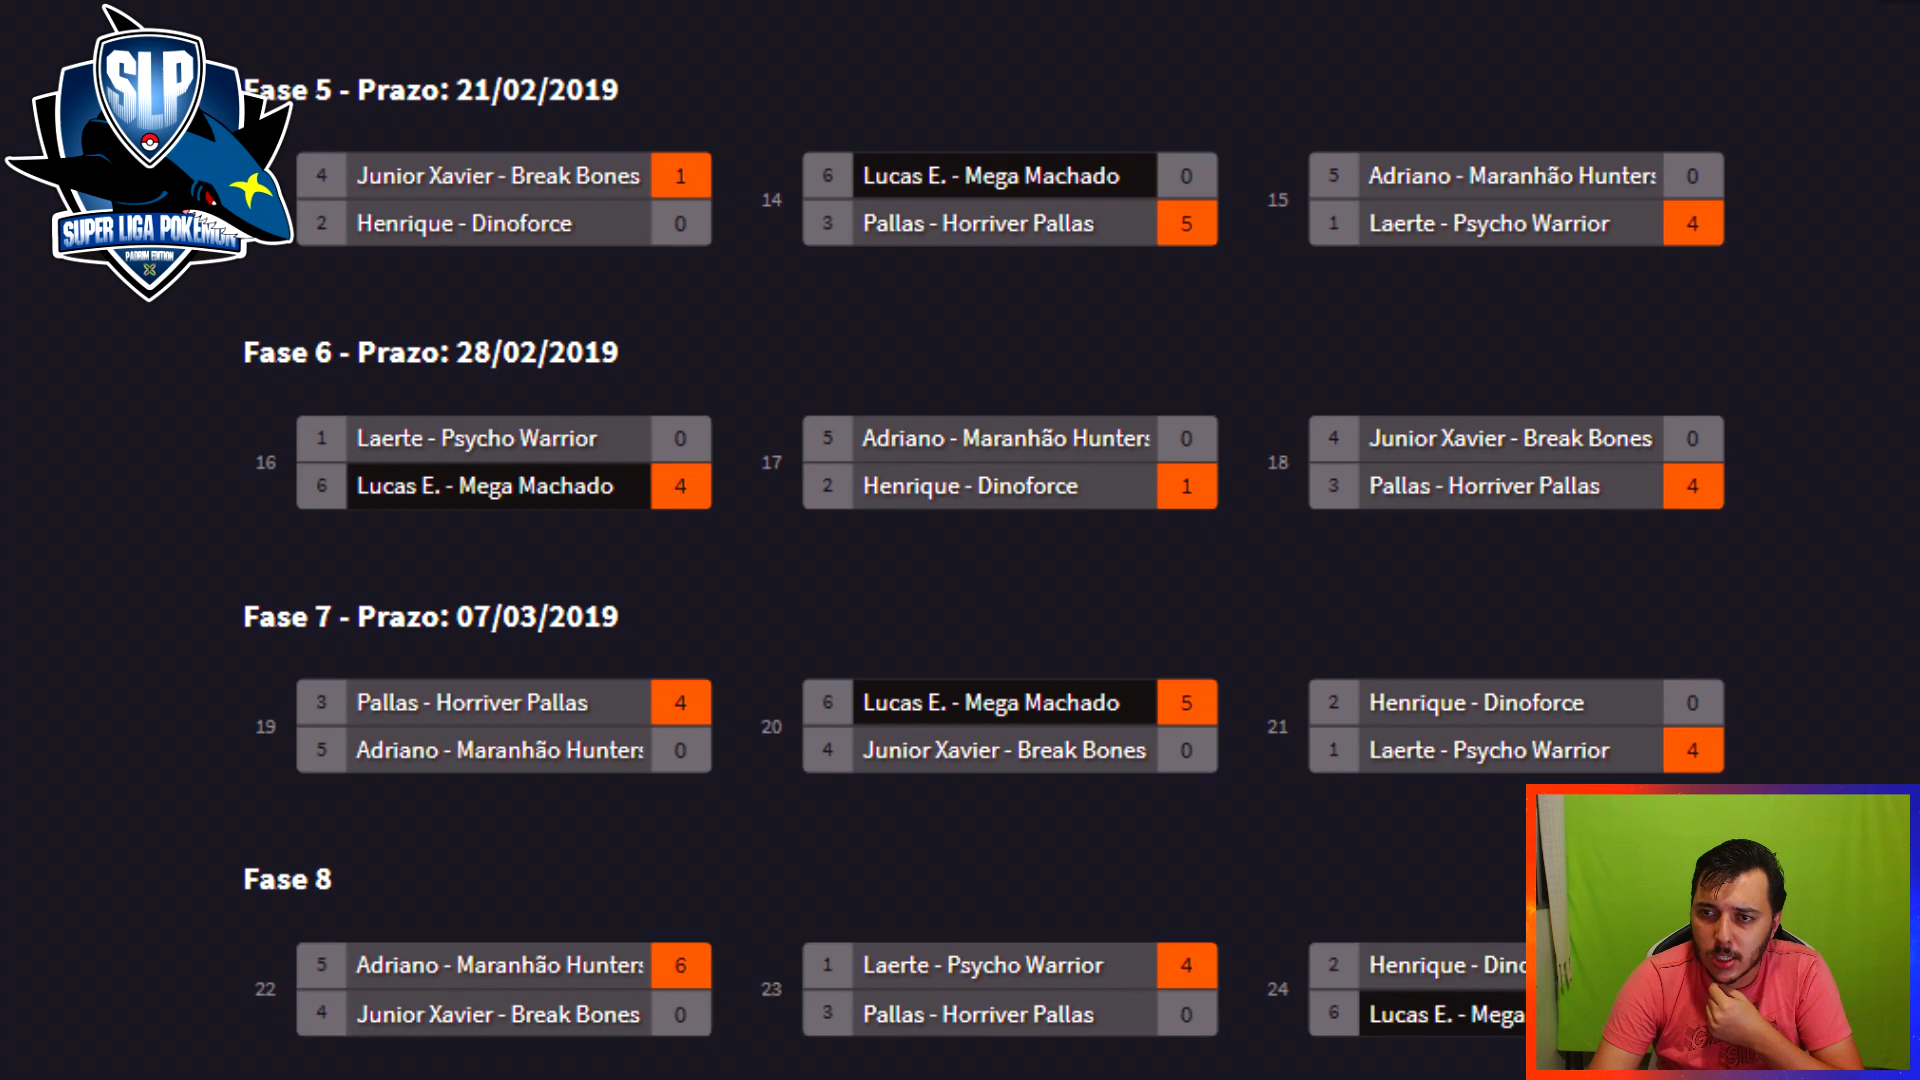 SLP
SUPER LIGA POKÉMON
PADRIM EDITION
Fase 5 - Prazo: 21/02/2019
4 Junior Xavier - Break Bones 1
2 Henrique - Dinoforce 0
14
6 Lucas E. - Mega Machado 0
3 Pallas - Horriver Pallas 5
15
5 Adriano - Maranhão Hunters 0
1 Laerte - Psycho Warrior 4
Fase 6 - Prazo: 28/02/2019
16
1 Laerte - Psycho Warrior 0
6 Lucas E. - Mega Machado 4
17
5 Adriano - Maranhão Hunters 0
2 Henrique - Dinoforce 1
18
4 Junior Xavier - Break Bones 0
3 Pallas - Horriver Pallas 4
Fase 7 - Prazo: 07/03/2019
19
3 Pallas - Horriver Pallas 4
5 Adriano - Maranhão Hunters 0
20
6 Lucas E. - Mega Machado 5
4 Junior Xavier - Break Bones 0
21
2 Henrique - Dinoforce 0
1 Laerte - Psycho Warrior 4
Fase 8
22
5 Adriano - Maranhão Hunters 6
4 Junior Xavier - Break Bones 0
23
1 Laerte - Psycho Warrior 4
3 Pallas - Horriver Pallas 0
24
2 Henrique - Dino
6 Lucas E. - Mega